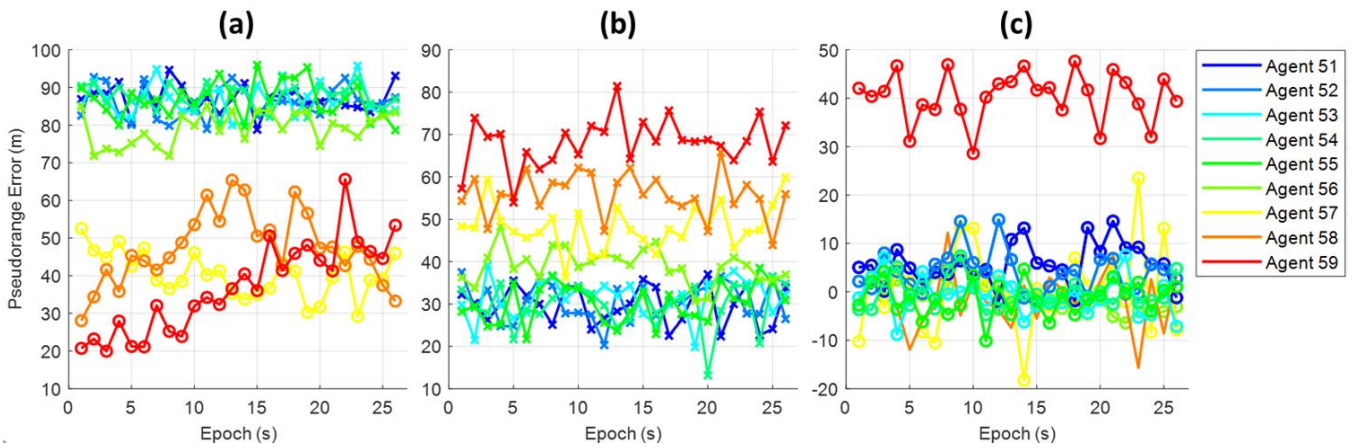 (a)
(b)
(c)
Pseudorange Error (m)
100
90
80
70
60
50
40
30
20
10
0 5 10 15 20 25
Epoch (s)
90
80
70
60
50
40
30
20
10
0 5 10 15 20 25
Epoch (s)
50
40
30
20
10
0
-10
-20
0 5 10 15 20 25
Epoch (s)
Agent 51
Agent 52
Agent 53
Agent 54
Agent 55
Agent 56
Agent 57
Agent 58
Agent 59